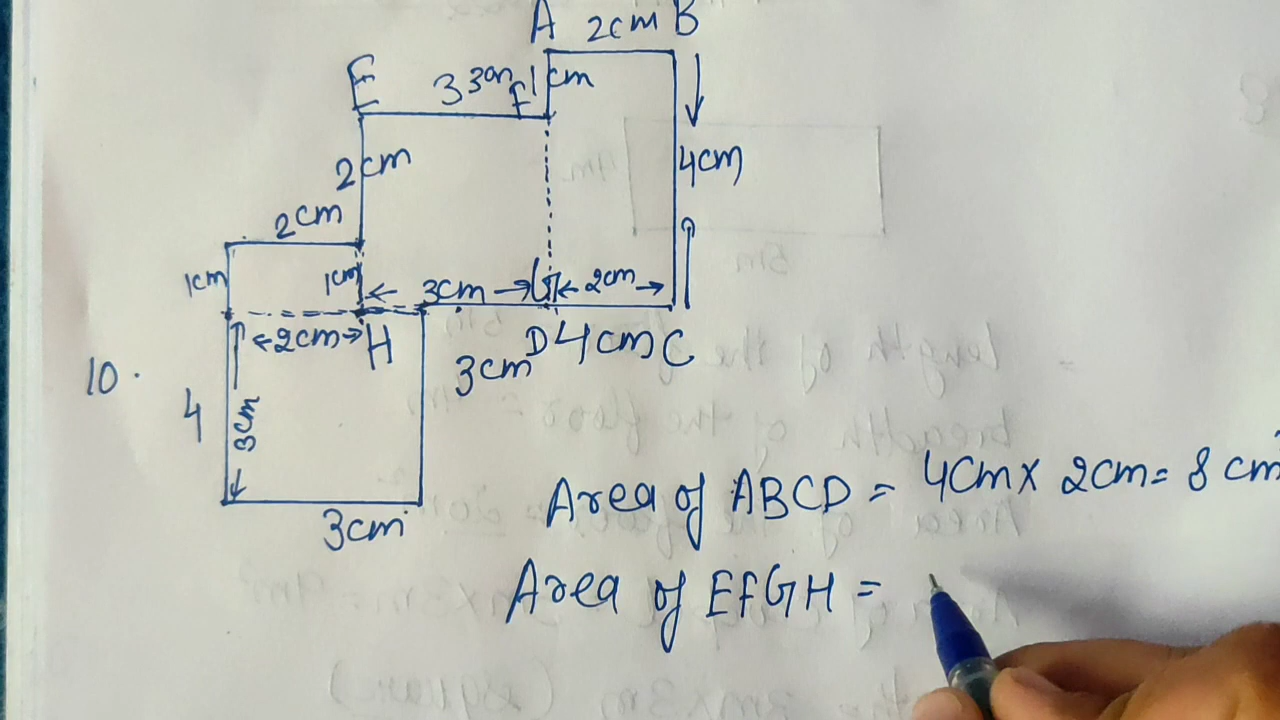 A 2cm B
E 3 3cm F 1cm
2cm 4cm
2cm
1cm 1cm 3cm G 2cm
2cm H D 4cm C
3cm
10.
4 3cm
3cm
Area of ABCD = 4cm x 2cm = 8 cm
Area of EFGH =